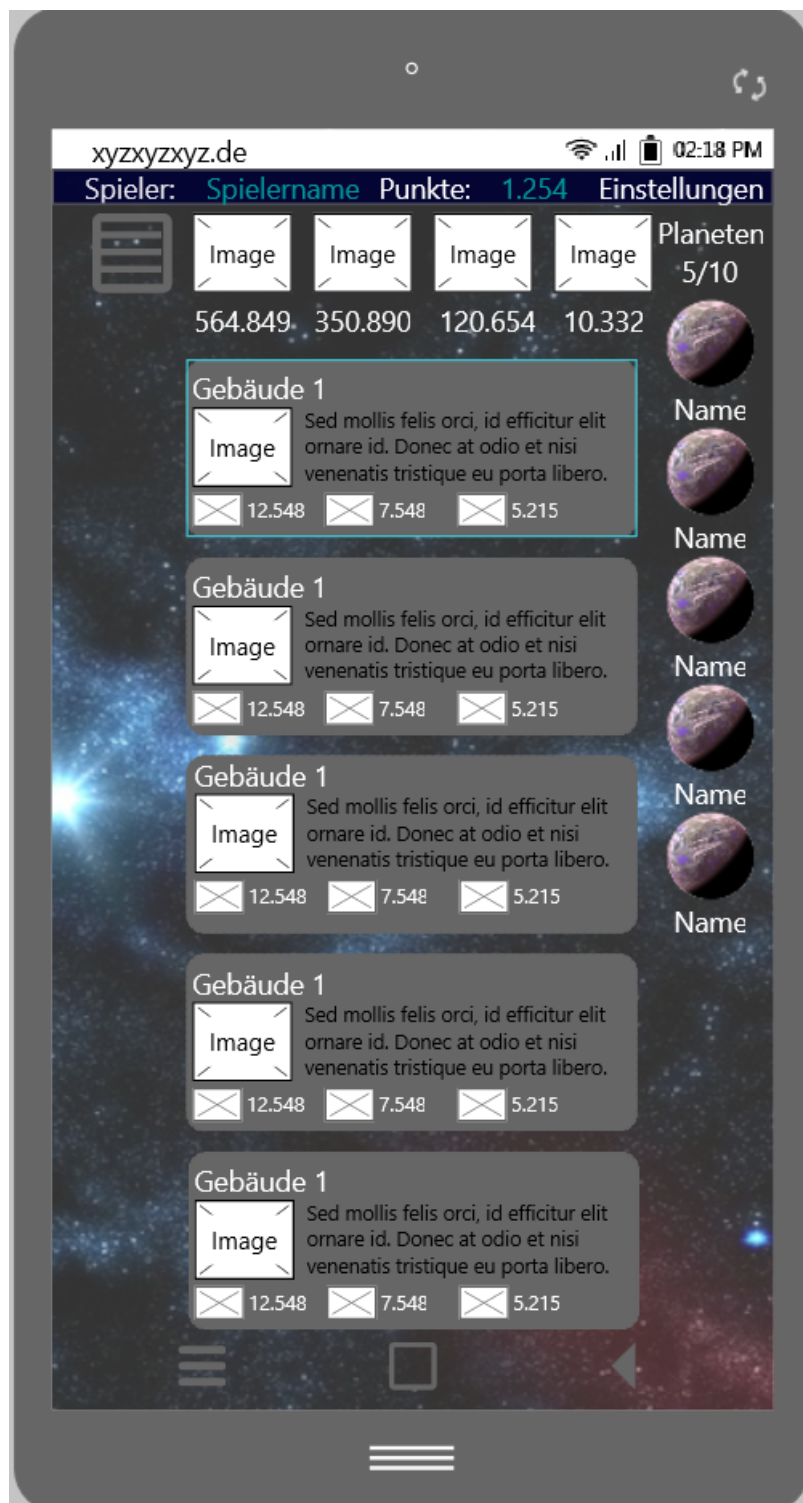 xyzxyzxyz.de 02:18 PM
Spieler: Spielername Punkte: 1.254 Einstellungen
Image Image Image Image Planeten
5/10
564.849 350.890 120.654 10.332
Gebäude 1
Image
Sed mollis felis orci, id efficitur elit
ornare id. Donec at odio et nisi
venenatis tristique eu porta libero.
12.548 7.548 5.215
Gebäude 1
Image
Sed mollis felis orci, id efficitur elit
ornare id. Donec at odio et nisi
venenatis tristique eu porta libero.
12.548 7.548 5.215
Gebäude 1
Image
Sed mollis felis orci, id efficitur elit
ornare id. Donec at odio et nisi
venenatis tristique eu porta libero.
12.548 7.548 5.215
Gebäude 1
Image
Sed mollis felis orci, id efficitur elit
ornare id. Donec at odio et nisi
venenatis tristique eu porta libero.
12.548 7.548 5.215
Gebäude 1
Image
Sed mollis felis orci, id efficitur elit
ornare id. Donec at odio et nisi
venenatis tristique eu porta libero.
12.548 7.548 5.215
Name
Name
Name
Name
Name